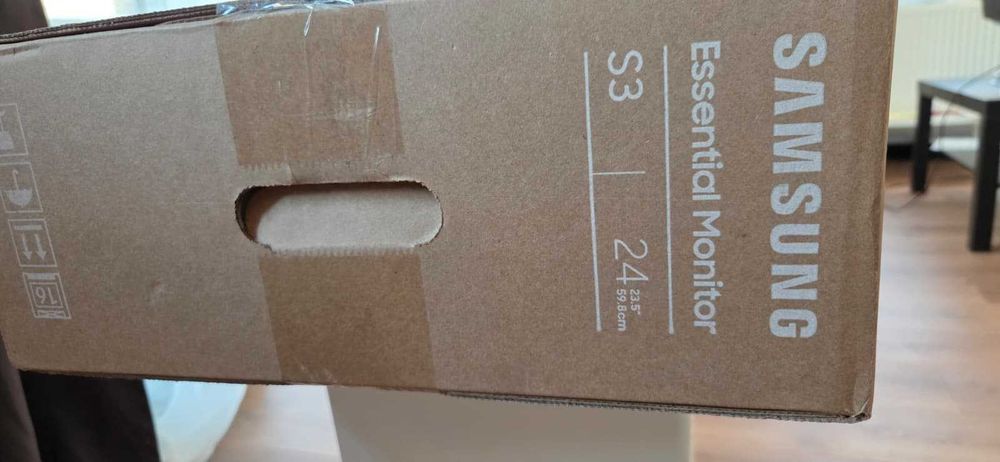 SAMSUNG
Essential Monitor
S3 24 23.5"
59.8cm
16